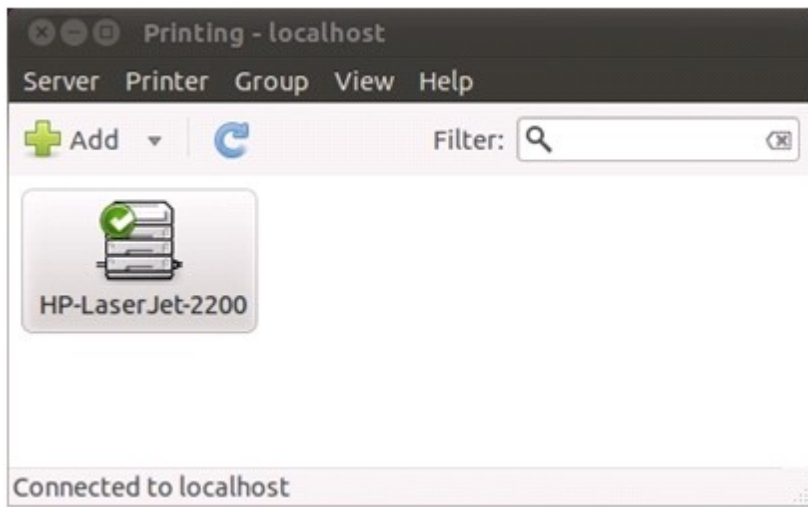 Printing - localhost
Server Printer Group View Help
Add Filter:
HP-LaserJet-2200
Connected to localhost